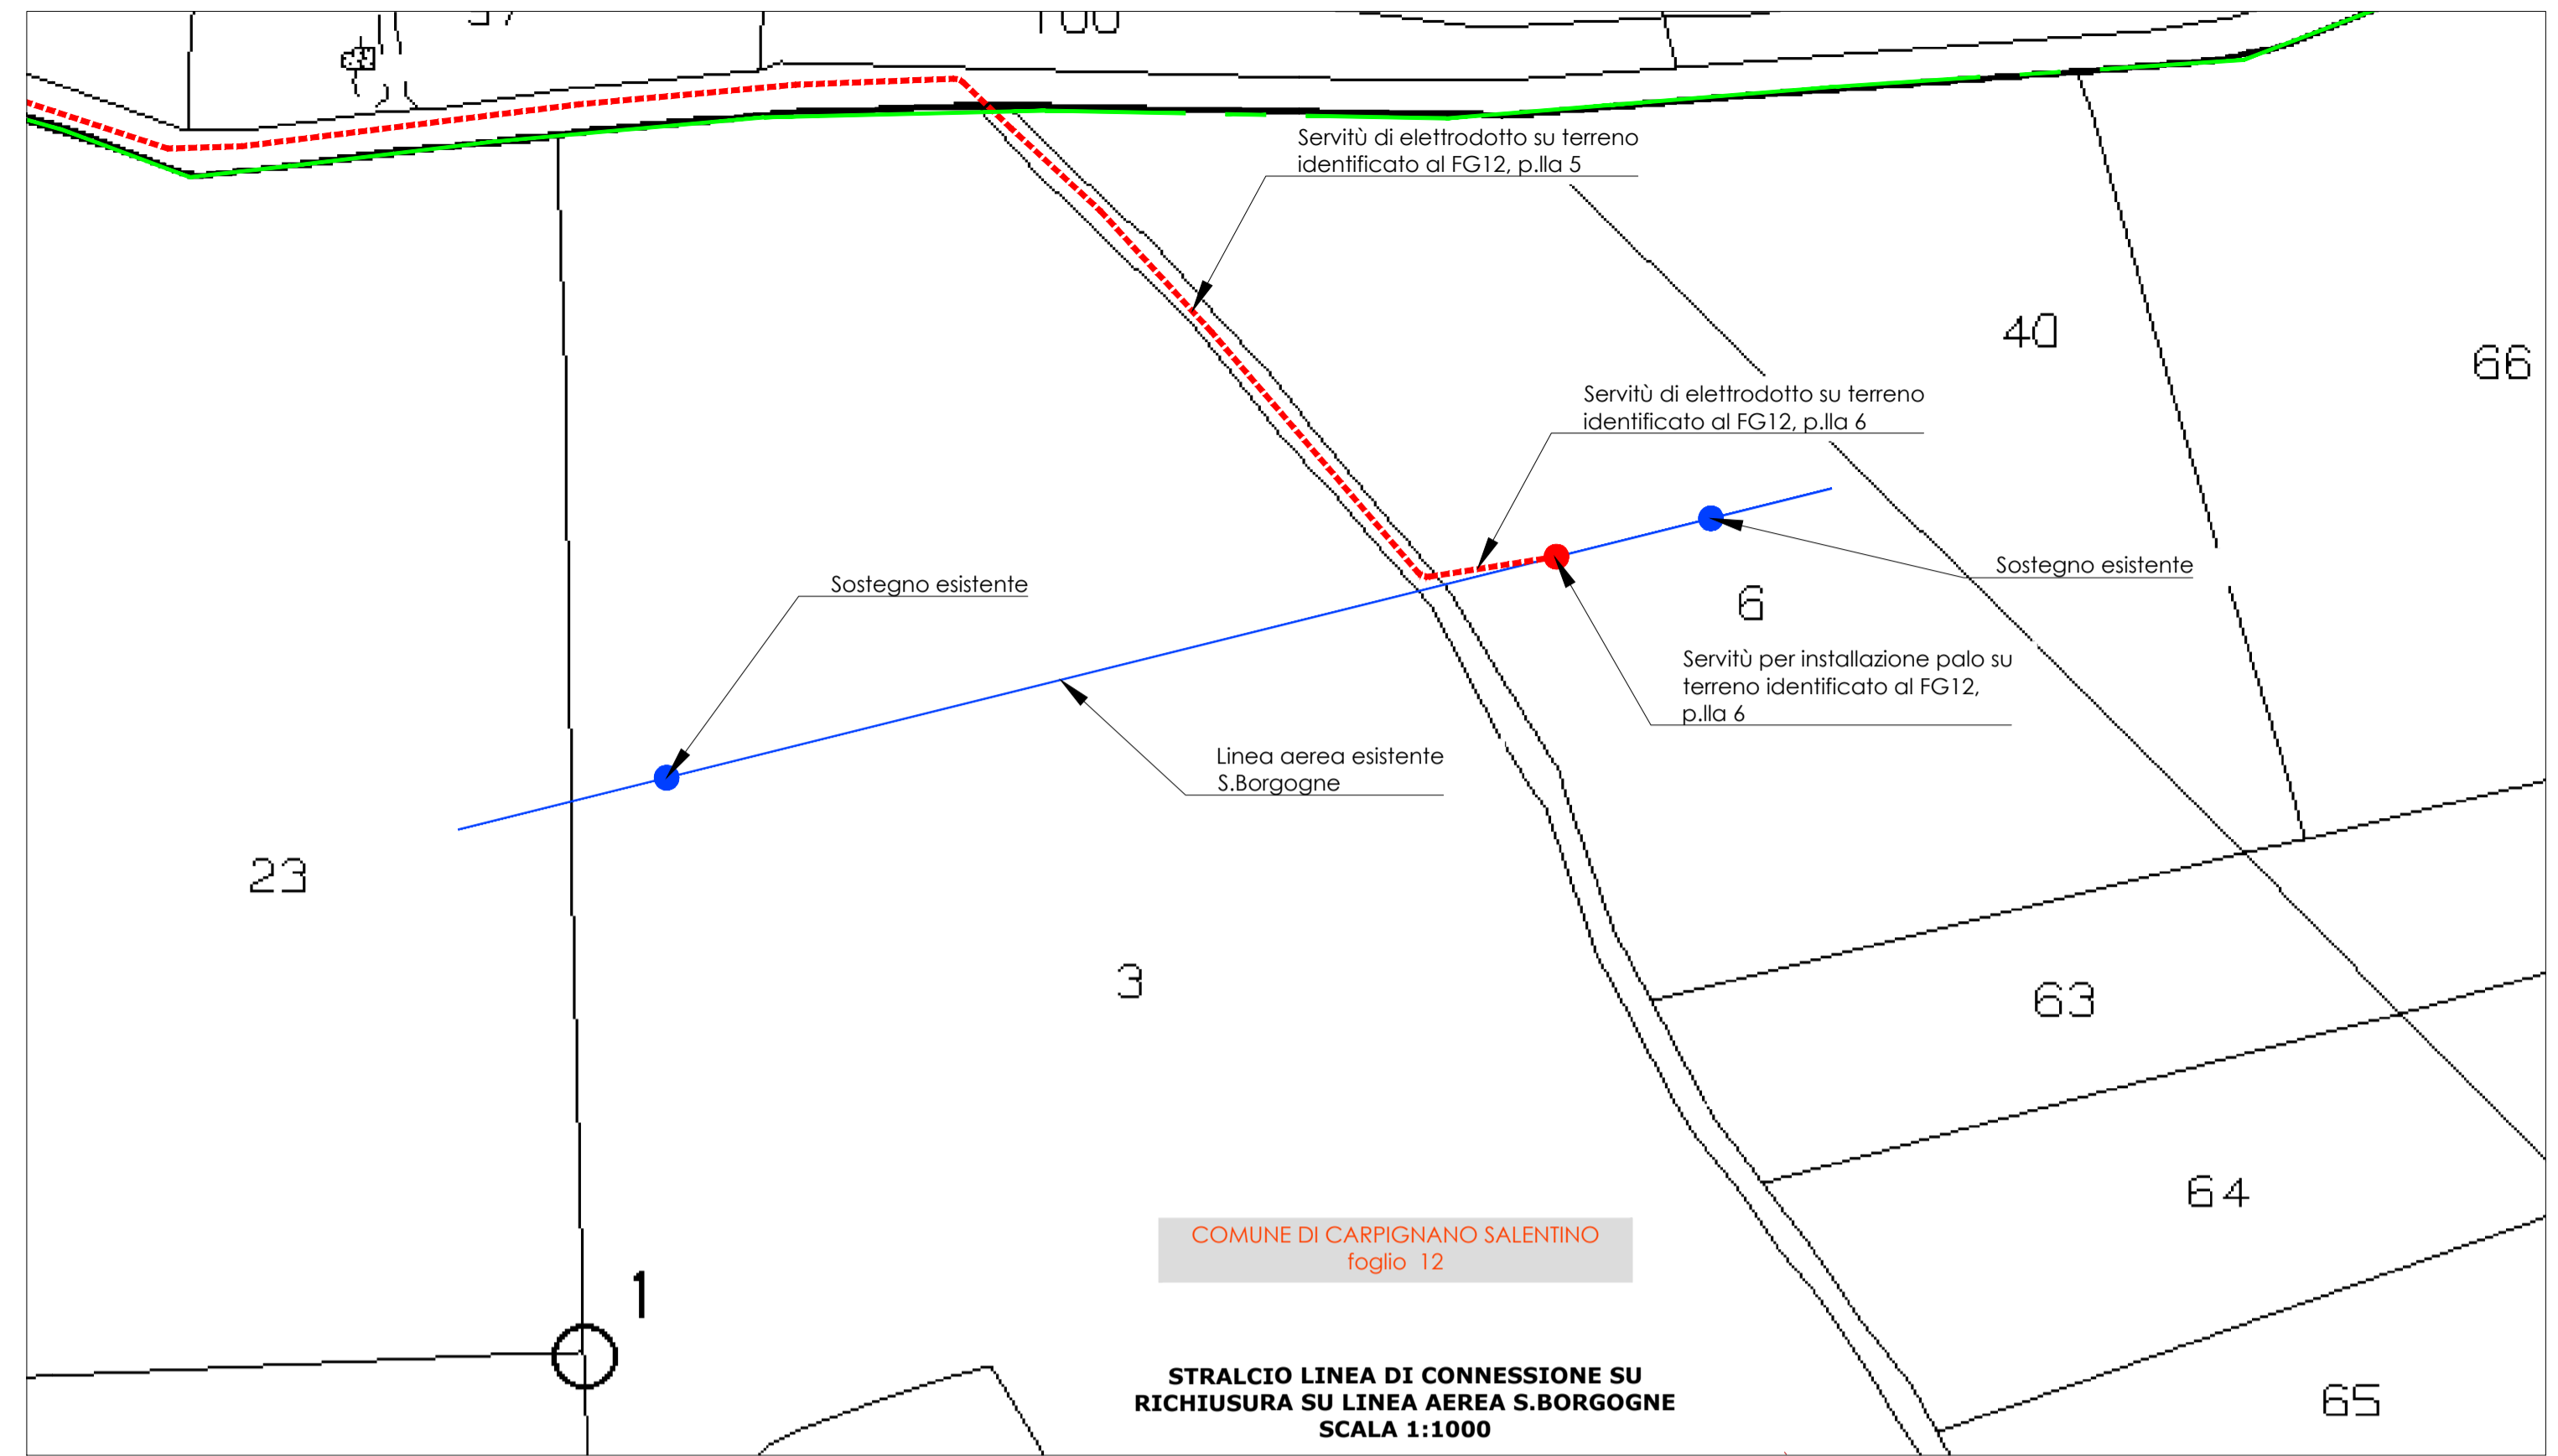 Servitù di elettrodotto su terreno
identificato al FG12, p.lla 5
40
66
Servitù di elettrodotto su terreno
identificato al FG12, p.lla 6
Sostegno esistente
Sostegno esistente
6
Servitù per installazione palo su
terreno identificato al FG12,
p.lla 6
Linea aerea esistente
S.Borgogne
23
3
63
64
COMUNE DI CARPIGNANO SALENTINO
foglio 12
1
STRALCIO LINEA DI CONNESSIONE SU
RICHIUSURA SU LINEA AEREA S.BORGOGNE
SCALA 1:1000
65